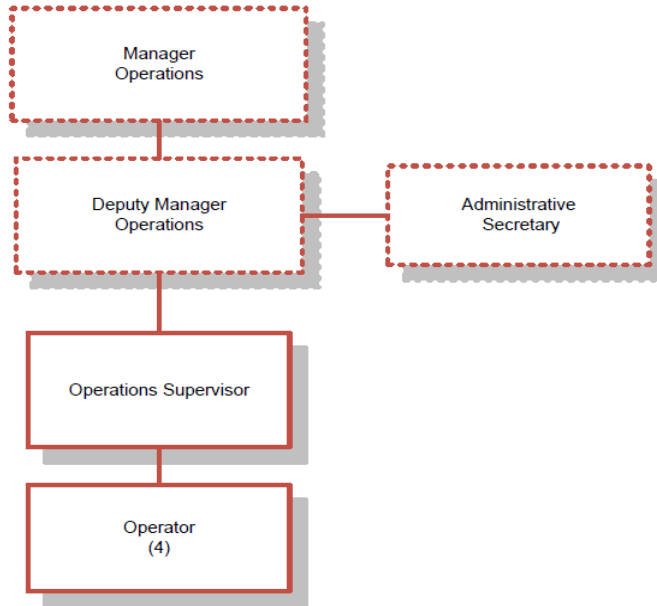 Manager
Operations
Deputy Manager
Operations
Administrative
Secretary
Operations Supervisor
Operator
(4)